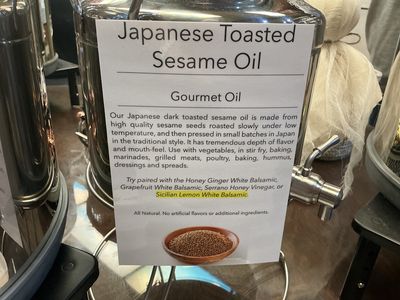 Japanese Toasted
Sesame Oil
Gourmet Oil
Our Japanese dark toasted sesame oil is made from
high quality sesame seeds roasted slowly under low
temperature, and then pressed in small batches in Japan
in the traditional style. It has tremendous depth of flavor
and mouth-feel. Use with vegetables, in stir fry, baking,
marinades, grilled meats, poultry, baking, hummus,
dressings and spreads.
Try paired with the Honey Ginger White Balsamic,
Grapefruit White Balsamic, Serrano Honey Vinegar, or
Sicilian Lemon White Balsamic.
All Natural. No artificial flavors or additional ingredients.